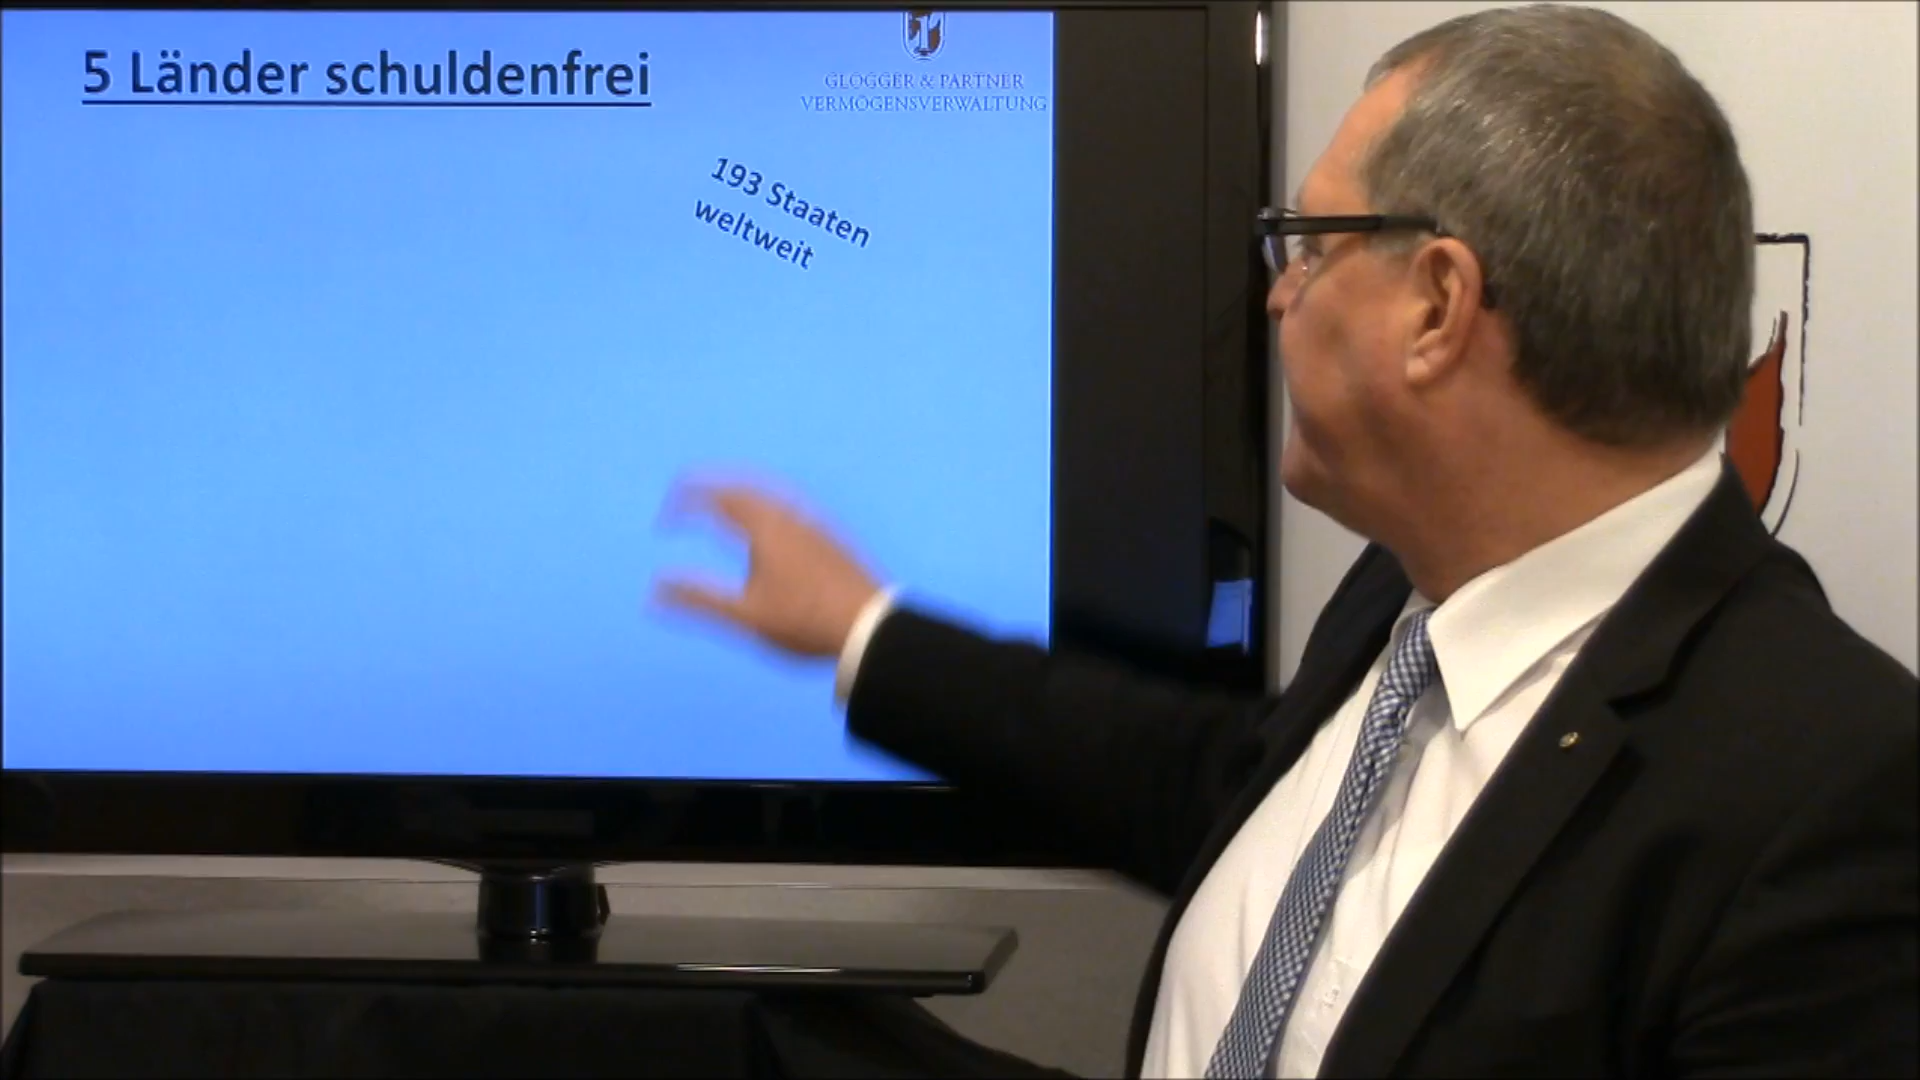 5 Länder schuldenfrei
GLOGGER & PARTNER
VERMÖGENSVERWALTUNG
193 Staaten
weltweit